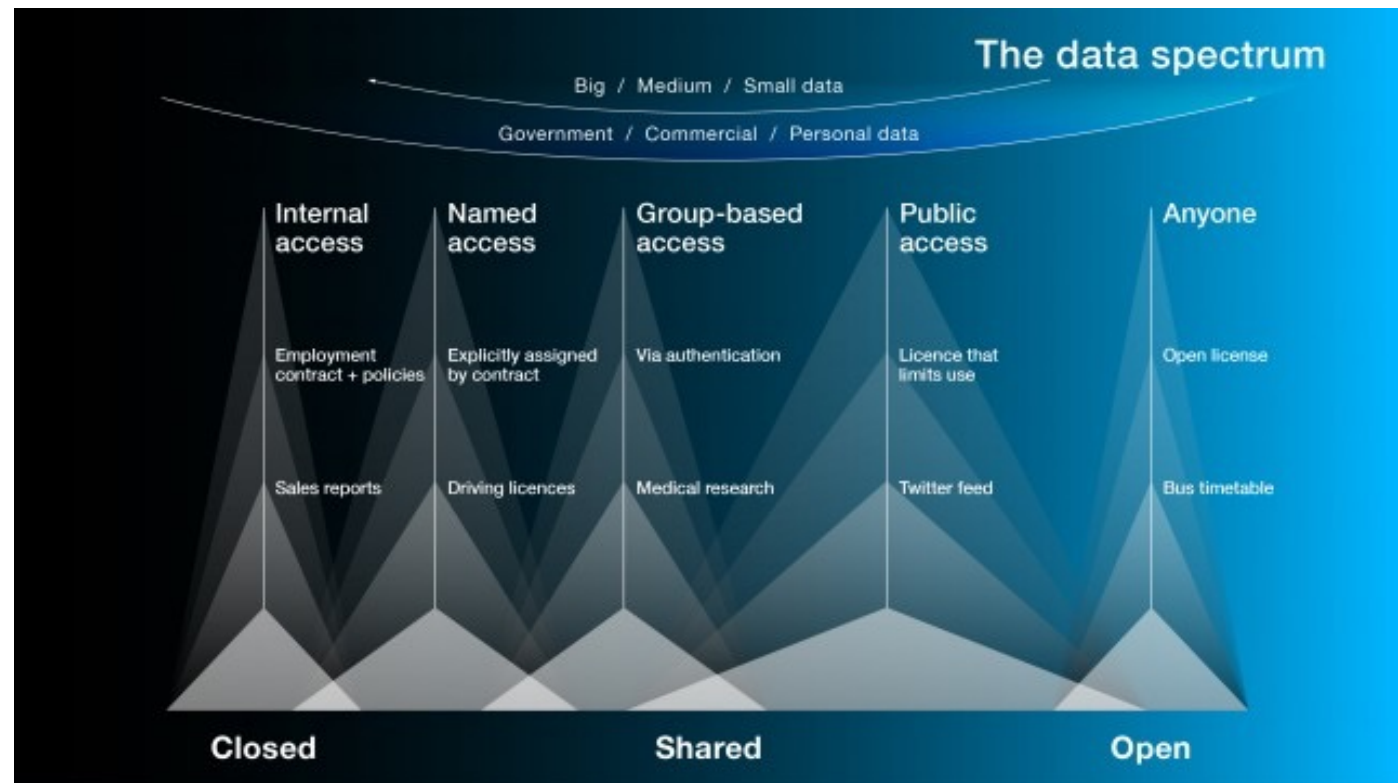 The data spectrum
Big / Medium / Small data
Government / Commercial / Personal data
Internal
access
Named
access
Group-based
access
Public
access
Anyone
Employment
contract + policies
Explicitly assigned
by contract
Via authentication
Licence that
limits use
Open license
Sales reports
Driving licences
Medical research
Twitter feed
Bus timetable
Closed
Shared
Open